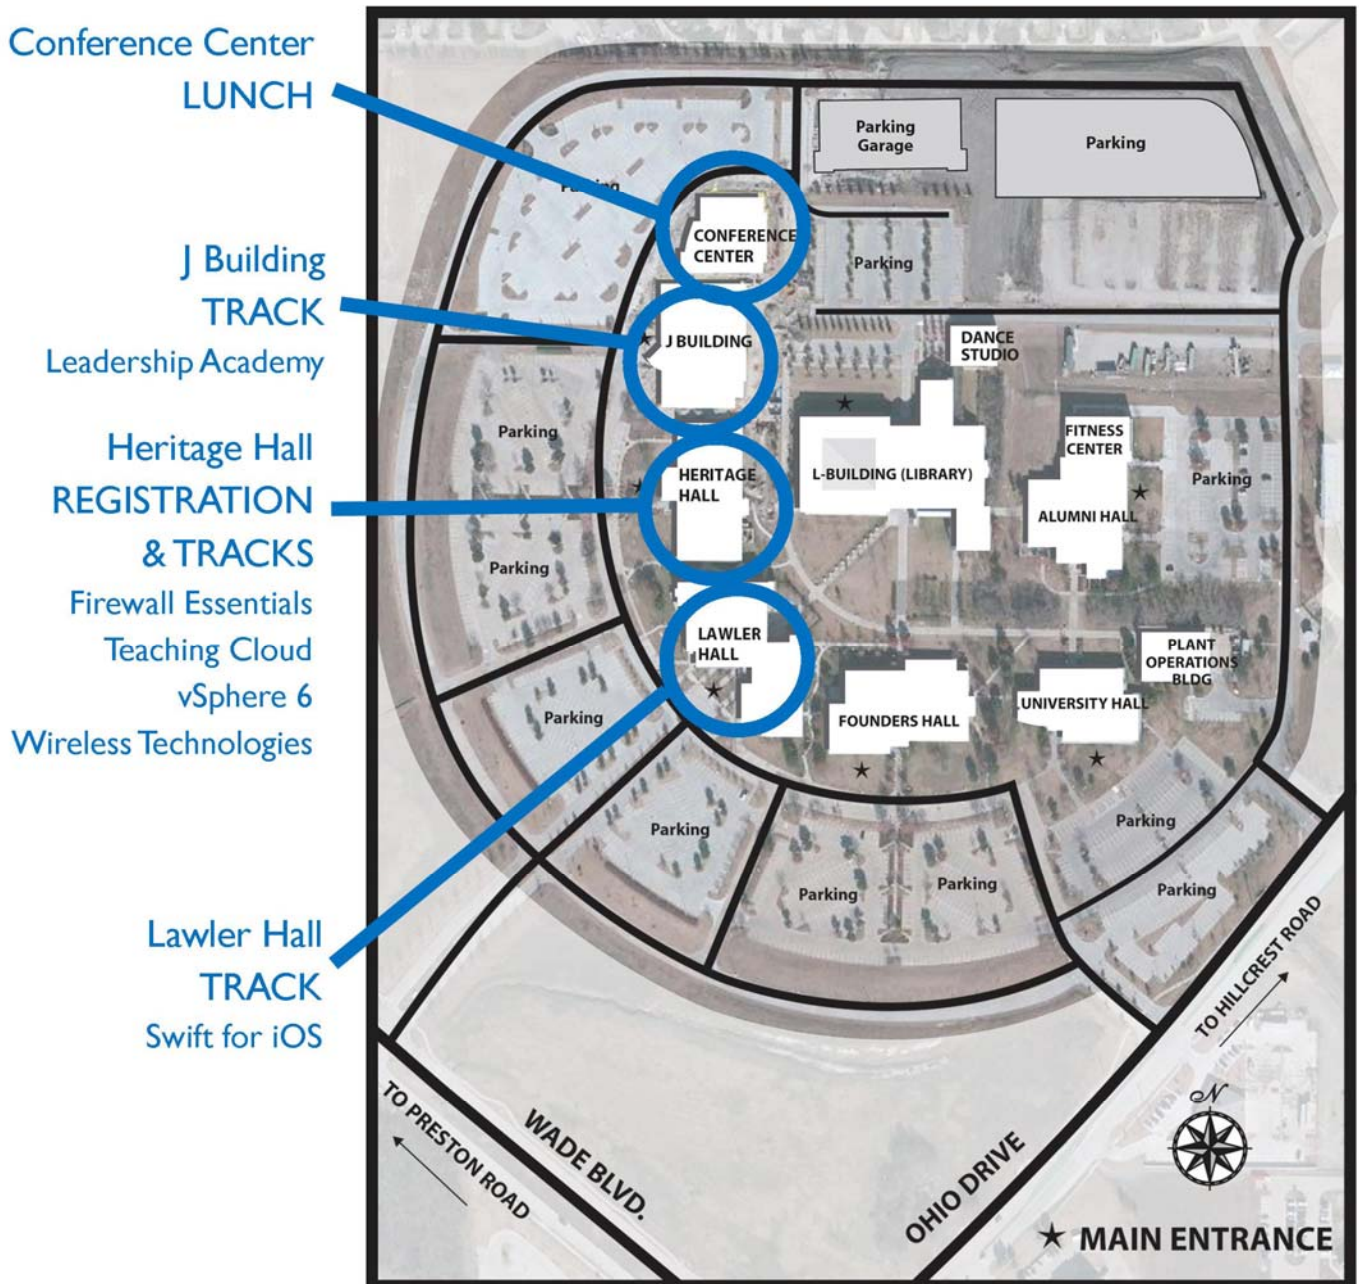 Conference Center
LUNCH
J Building
TRACK
Leadership Academy
Heritage Hall
REGISTRATION
& TRACKS
Firewall Essentials
Teaching Cloud
vSphere 6
Wireless Technologies
Lawler Hall
TRACK
Swift for iOS
Parking
Garage
Parking
Parking
CONFERENCE
CENTER
Parking
J BUILDING
DANCE
STUDIO
Parking
HERITAGE
HALL
L-BUILDING (LIBRARY)
FITNESS
CENTER
ALUMNI HALL
Parking
Parking
LAWLER
HALL
PLANT
OPERATIONS
BLDG
Parking
FOUNDERS HALL
UNIVERSITY HALL
Parking
Parking
Parking
Parking
Parking
TO HILLCREST ROAD
TO PRESTON ROAD
WADE BLVD.
OHIO DRIVE
N
MAIN ENTRANCE